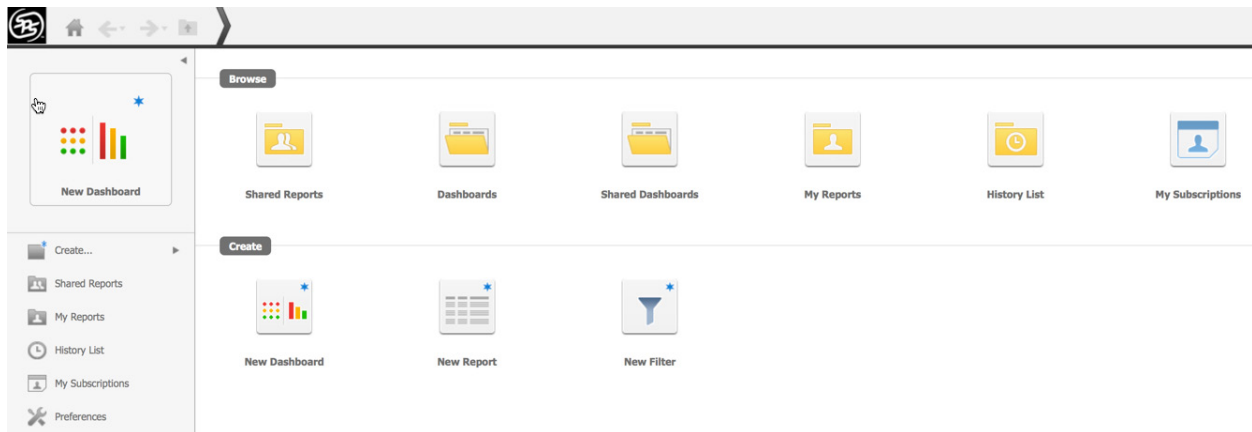 SPS
New Dashboard
Create...
Shared Reports
My Reports
History List
My Subscriptions
Preferences
Browse
Shared Reports
Dashboards
Shared Dashboards
My Reports
History List
My Subscriptions
Create
New Dashboard
New Report
New Filter